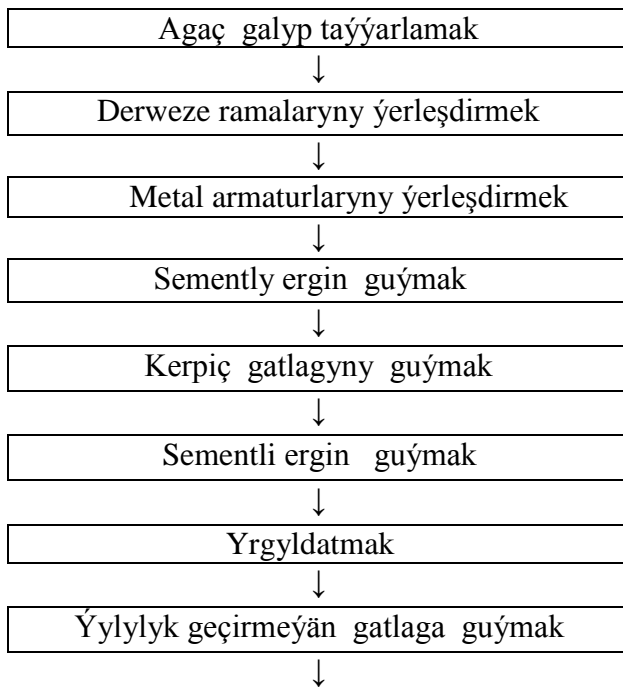 Agaç galyp taýýarlamak
↓
Derweze ramalaryny ýerleşdirmek
↓
Metal armaturlaryny ýerleşdirmek
↓
Semently ergin guýmak
↓
Kerpiç gatlagyny guýmak
↓
Sementli ergin guýmak
↓
Yrgyldatmak
↓
Ýylylyk geçirmeýän gatlaga guýmak
↓